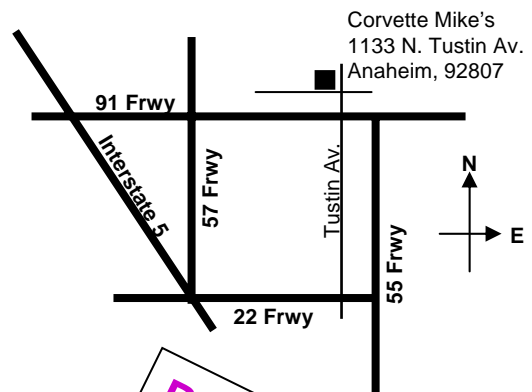 Corvette Mike's
1133 N. Tustin Av.
Anaheim, 92807
91 Frwy
Interstate 5
57 Frwy
Tustin Av.
N
E
55 Frwy
22 Frwy